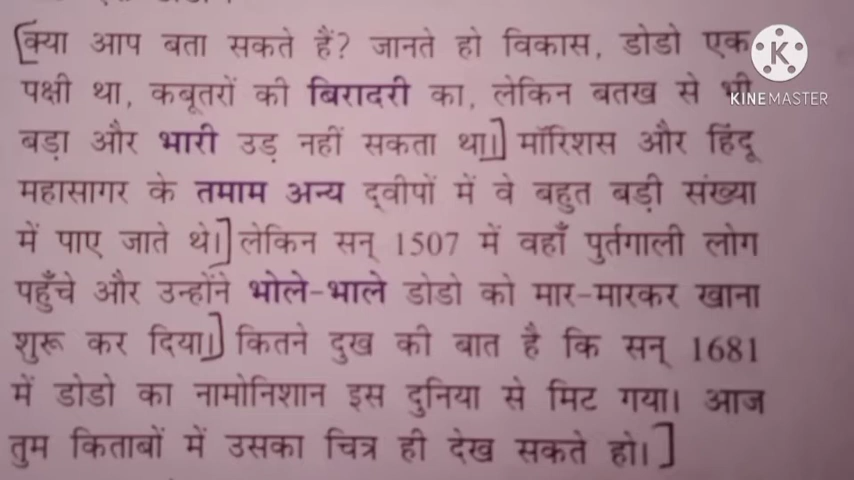 [क्या आप बता सकते हैं? जानते हो विकास, डोडो एक
पक्षी था, कबूतरों की बिरादरी का, लेकिन बतख से भी
बड़ा और भारी उड़ नहीं सकता था।] मॉरिशस और हिंदू
महासागर के तमाम अन्य द्वीपों में वे बहुत बड़ी संख्या
में पाए जाते थे।] लेकिन सन् 1507 में वहाँ पुर्तगाली लोग
पहुँचे और उन्होंने भोले-भाले डोडो को मार-मारकर खाना
शुरू कर दिया।] कितने दुख की बात है कि सन् 1681
में डोडो का नामोनिशान इस दुनिया से मिट गया। आज
तुम किताबों में उसका चित्र ही देख सकते हो।]
KINEMASTER